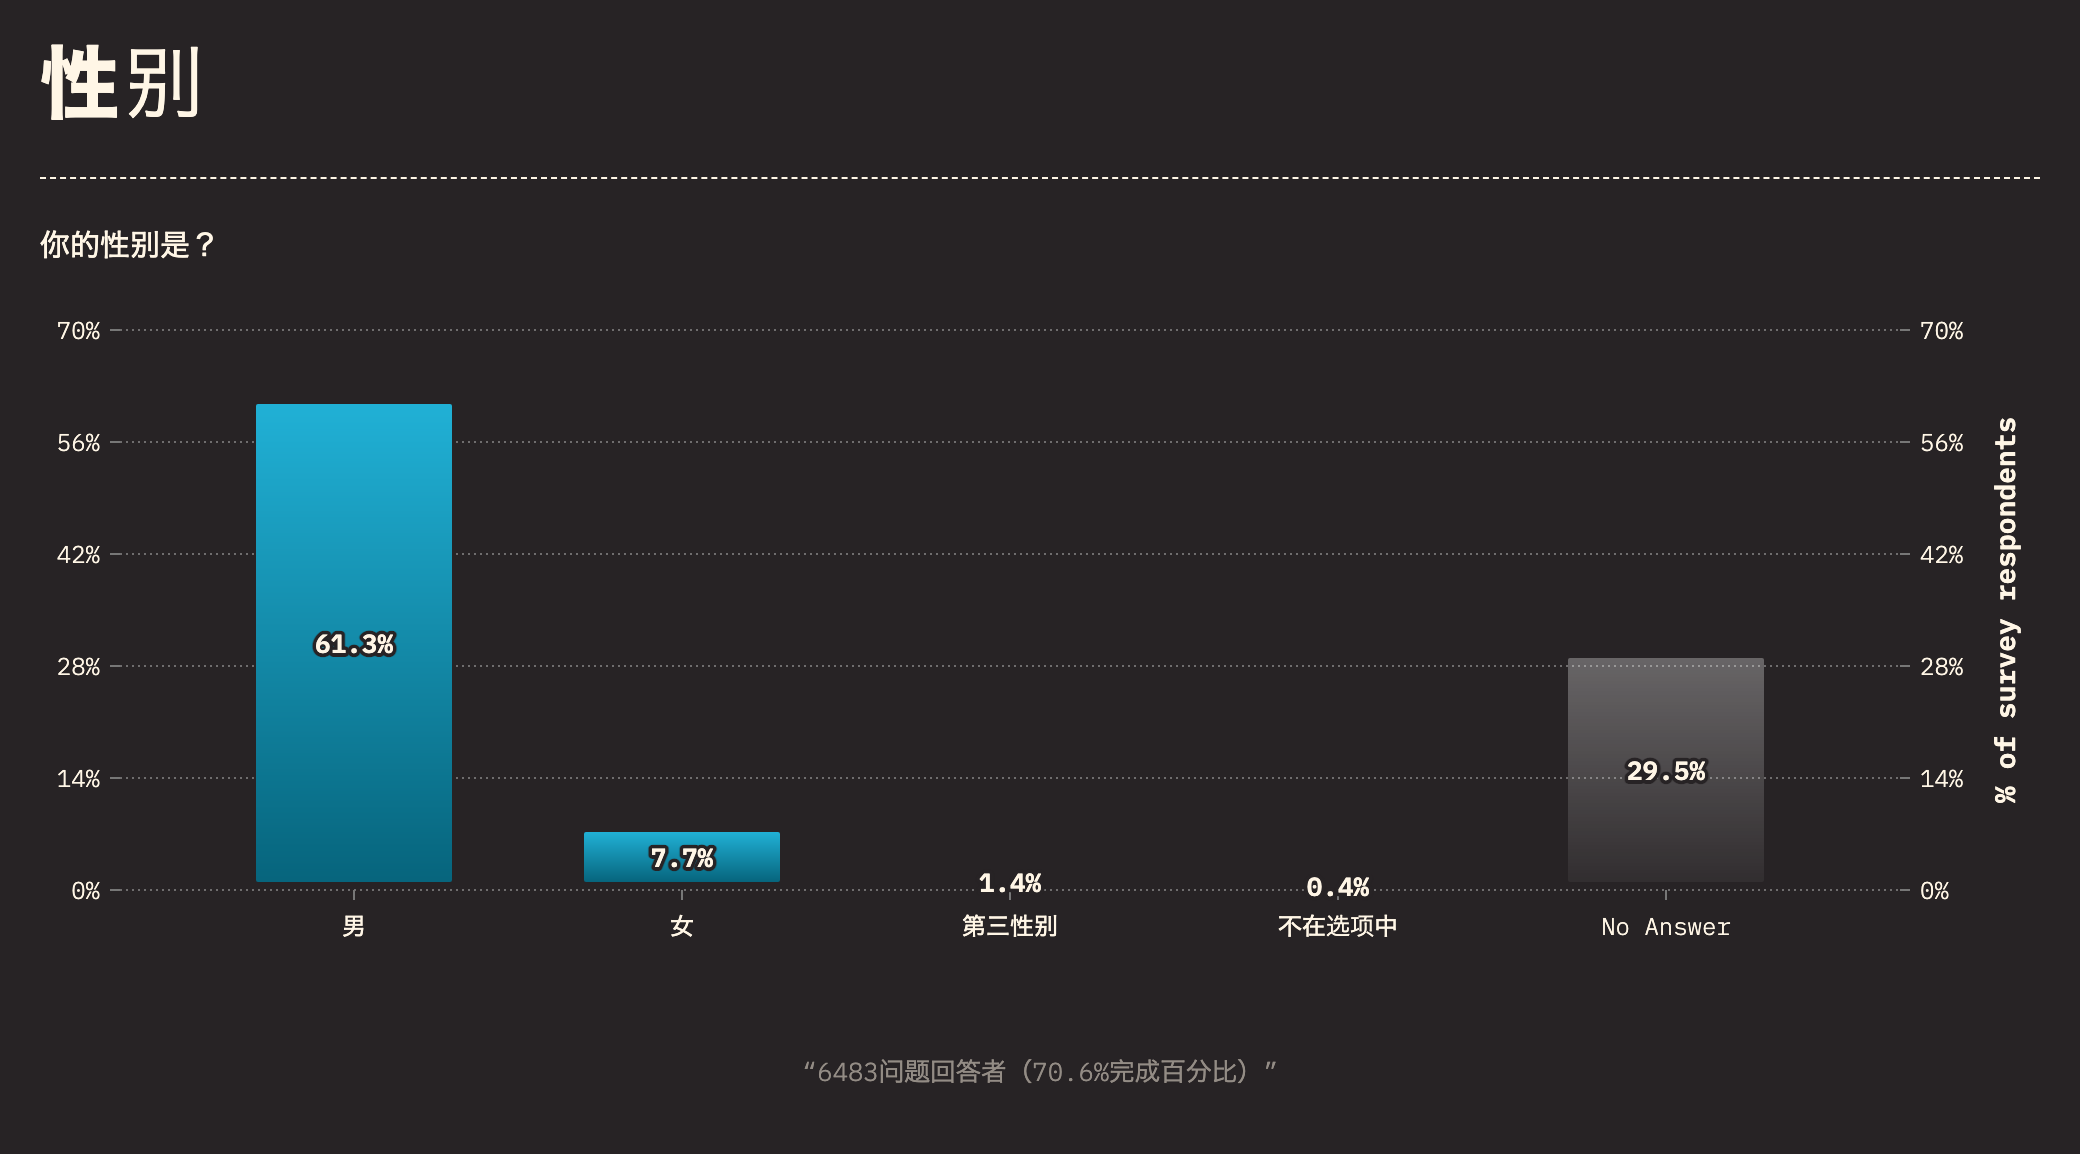 性别
你的性别是？
70%
56%
42%
28%
14%
0%
70%
56%
42%
28%
14%
0%
% of survey respoupeuts
61.3%
7.7%
1.4%
0.4%
29.5%
男
女
第三性别
不在选项中
No Answer
“6483问题回答者（70.6%完成百分比）”